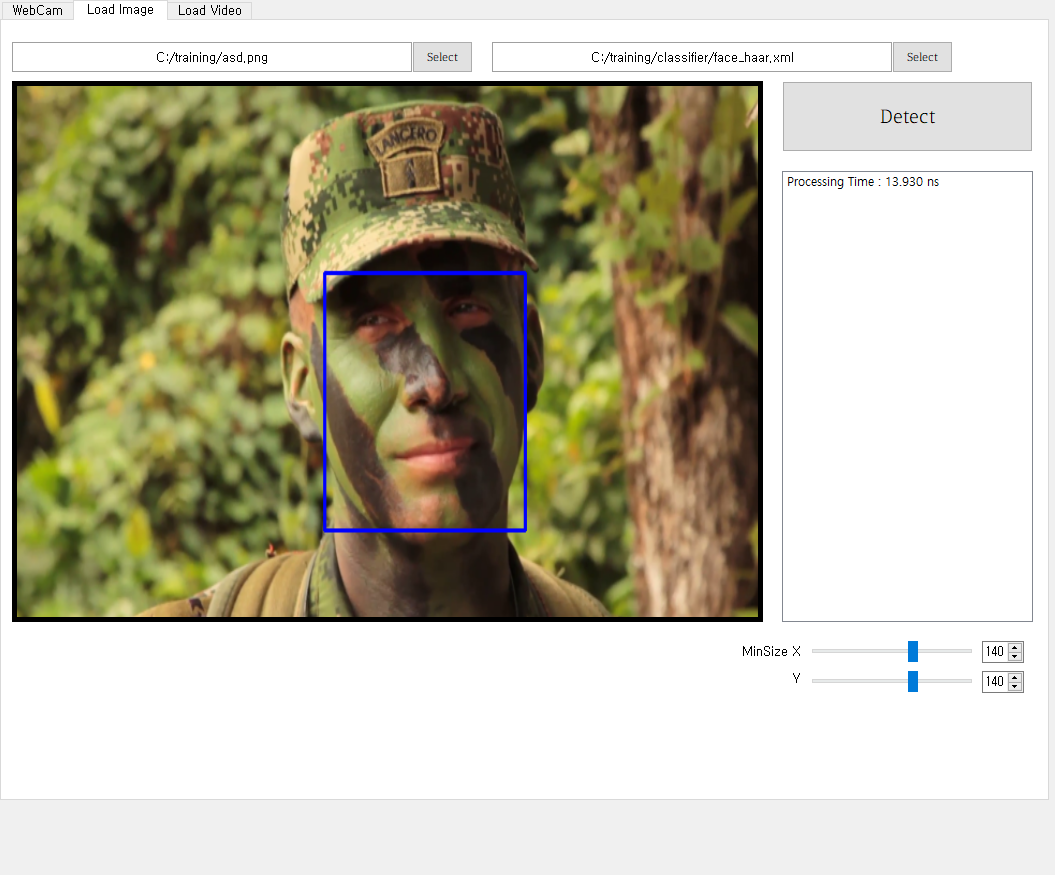 WebCam
Load Image
Load Video
C:/training/asd.png
Select
C:/training/classifier/face_haar.xml
Select
Detect
LANCERO
Processing Time : 13.930 ns
MinSize X
140
Y
140